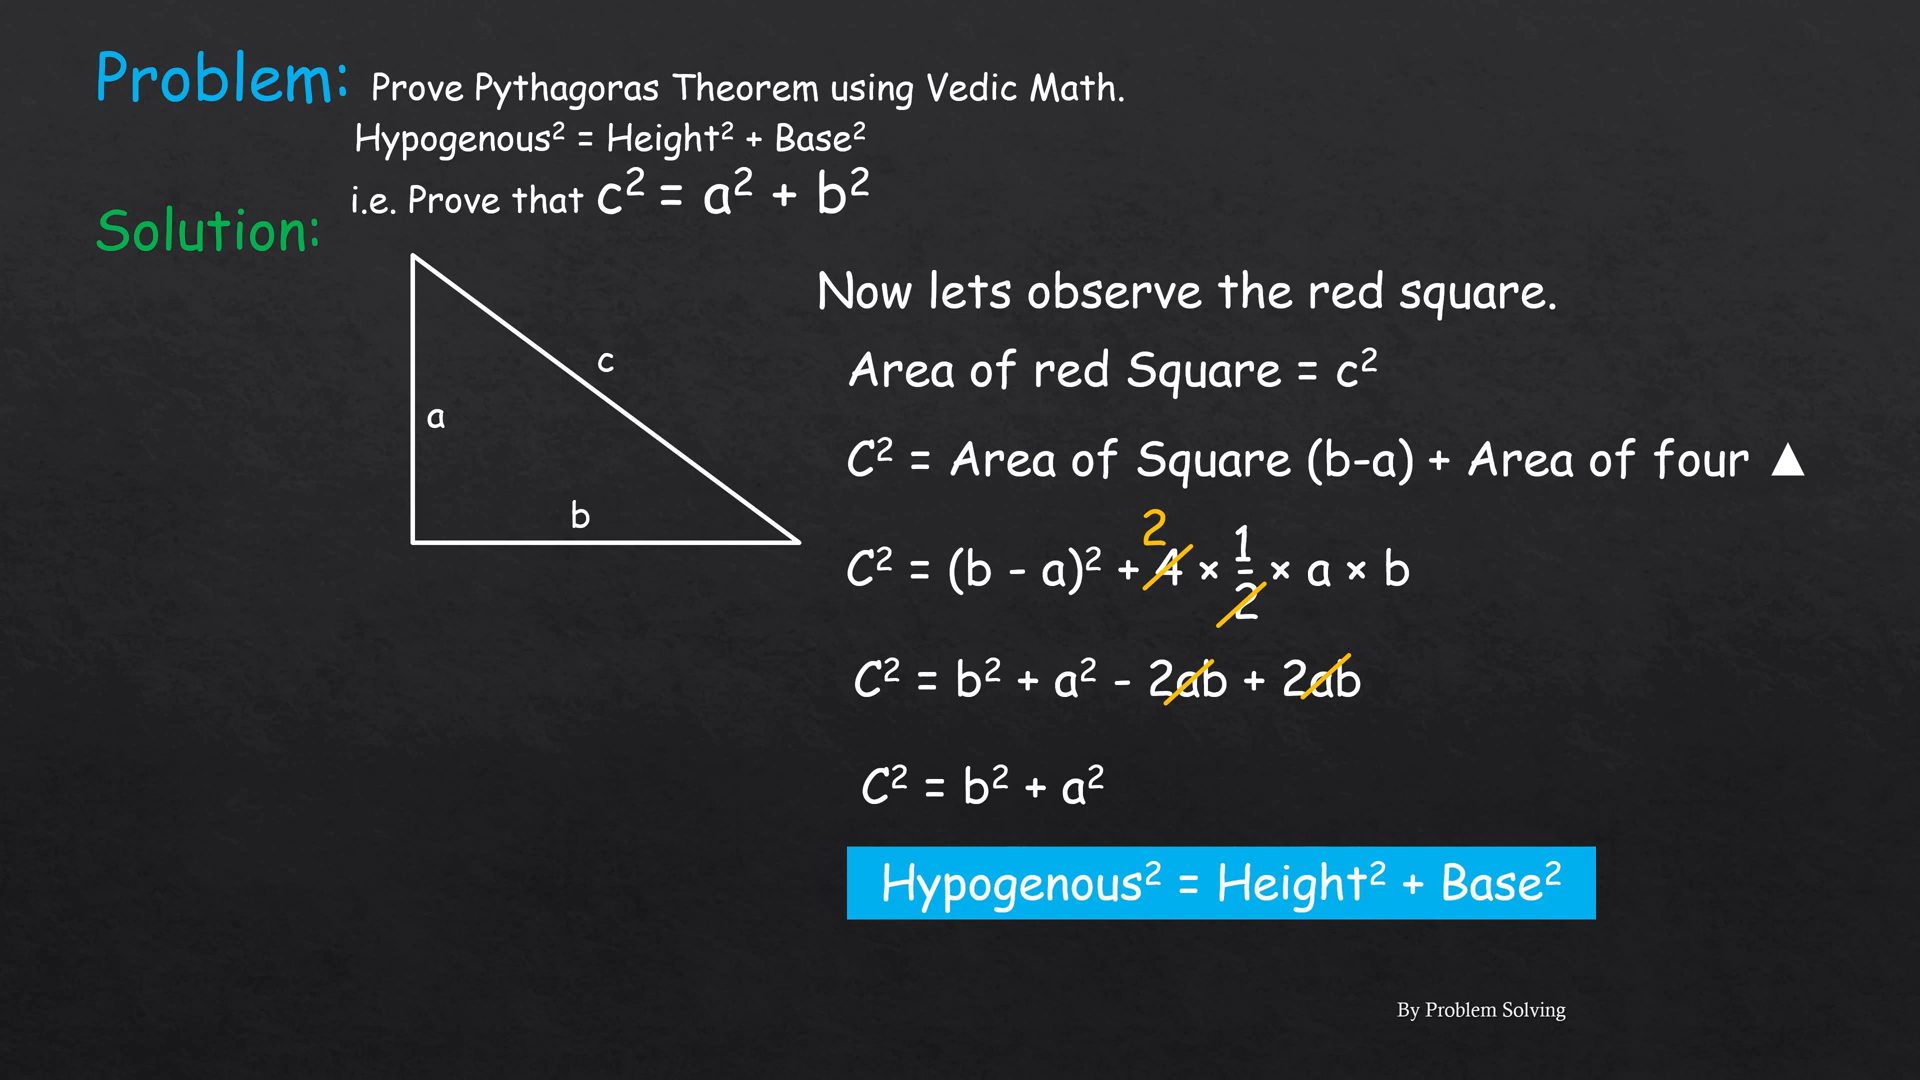 Problem: Prove Pythagoras Theorem using Vedic Math.
Hypogenous² = Height² + Base²
i.e. Prove that c² = a² + b²
Solution:
c
a
b
Now lets observe the red square.
Area of red Square = c²
C² = Area of Square (b-a) + Area of four ▲
2
C² = (b - a)² + 4 × 1/2 × a × b
C² = b² + a² - 2ab + 2ab
C² = b² + a²
Hypogenous² = Height² + Base²
By Problem Solving